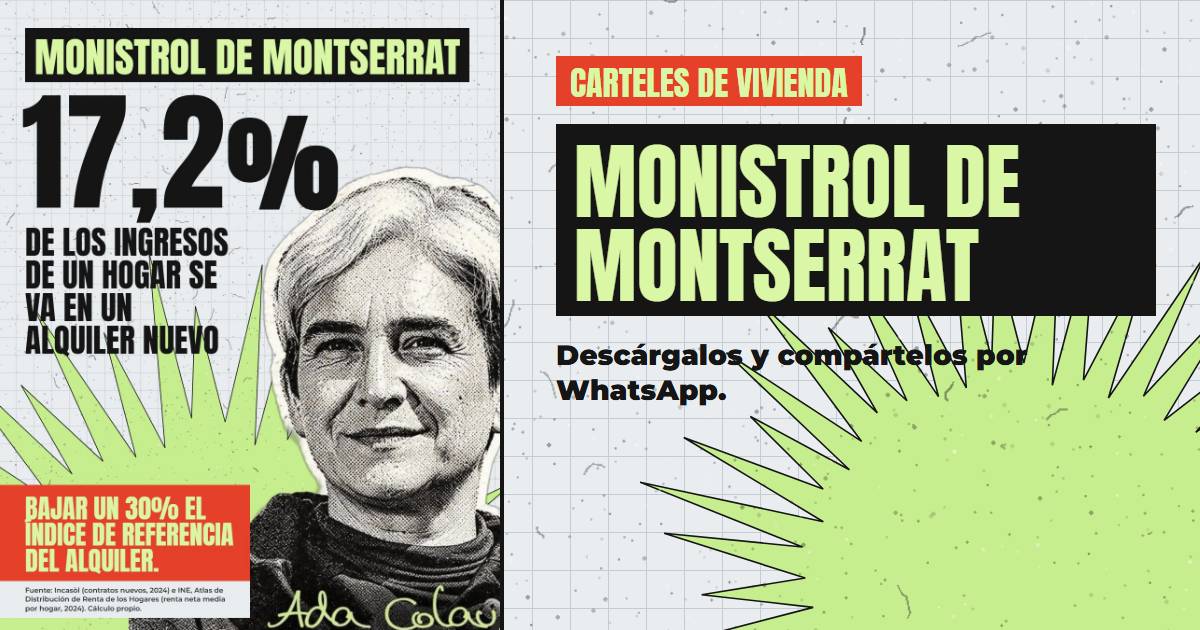 MONISTROL DE MONTSERRAT
17,2%
DE LOS INGRESOS
DE UN HOGAR SE
VA EN UN
ALQUILER NUEVO
BAJAR UN 30% EL
ÍNDICE DE REFERENCIA
DEL ALQUILER.
Fuente: Incasòl (contratos nuevos, 2024) e INE, Atlas de
Distribución de Renta de los Hogares (renta neta media
por hogar, 2024). Cálculo propio.
Ada Colau
CARTELES DE VIVIENDA
MONISTROL DE
MONTSERRAT
Descárgalos y compártelos por
WhatsApp.